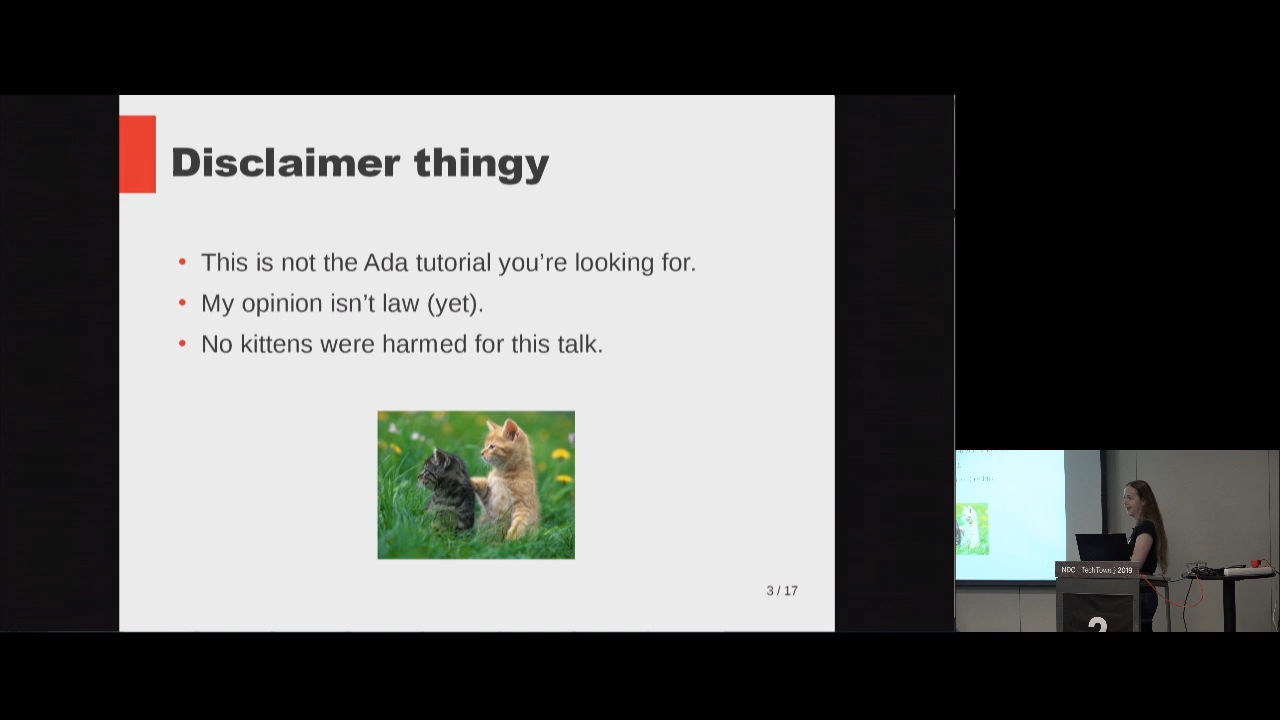 Disclaimer thingy
• This is not the Ada tutorial you’re looking for.
• My opinion isn’t law (yet).
• No kittens were harmed for this talk.
3 / 17
NDC { TechTown } 2019
2